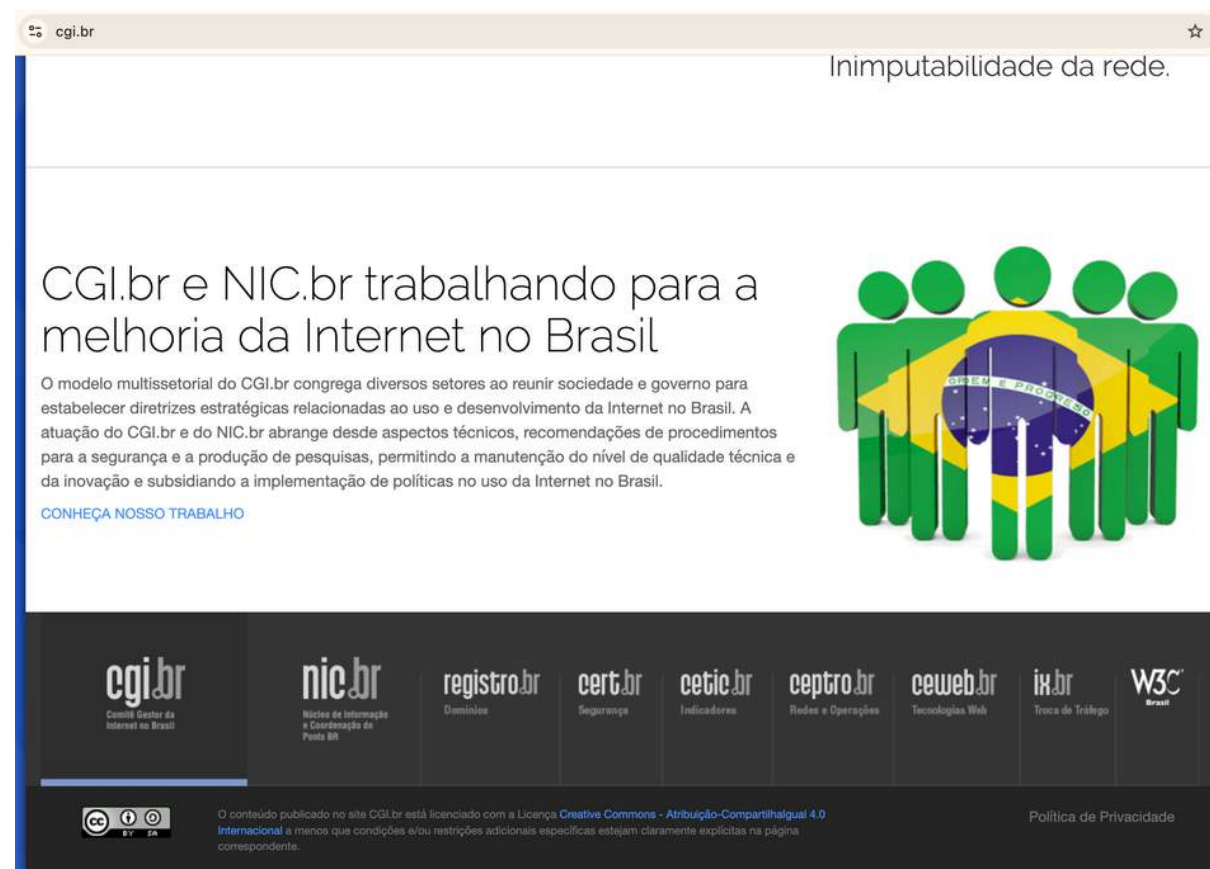 cgi.br
Inimputabilidade da rede.
CGI.br e NIC.br trabalhando para a
melhoria da Internet no Brasil
O modelo multissetorial do CGI.br congrega diversos setores ao reunir sociedade e governo para
estabelecer diretrizes estratégicas relacionadas ao uso e desenvolvimento da Internet no Brasil. A
atuação do CGI.br e do NIC.br abrange desde aspectos técnicos, recomendações de procedimentos
para a segurança e a produção de pesquisas, permitindo a manutenção do nível de qualidade técnica e
da inovação e subsidiando a implementação de políticas no uso da Internet no Brasil.
CONHEÇA NOSSO TRABALHO
ORDEM E PROGRESO
cgi.br
Comitê Gestor da
Internet no Brasil
nic.br
Núcleo de Informação
e Coordenação do
Ponto BR
registro.br
Domínios
cert.br
Segurança
cetic.br
Indicadores
ceptro.br
Redes e Operações
ceweb.br
Tecnologias Web
ix.br
Troca de Tráfego
W3C
Brasil
cc
BY SA
O conteúdo publicado no site CGI.br está licenciado com a Licença Creative Commons - Atribuição-CompartilhaIgual 4.0
Internacional a menos que condições e/ou restrições adicionais específicas estejam claramente explícitas na página
correspondente.
Política de Privacidade